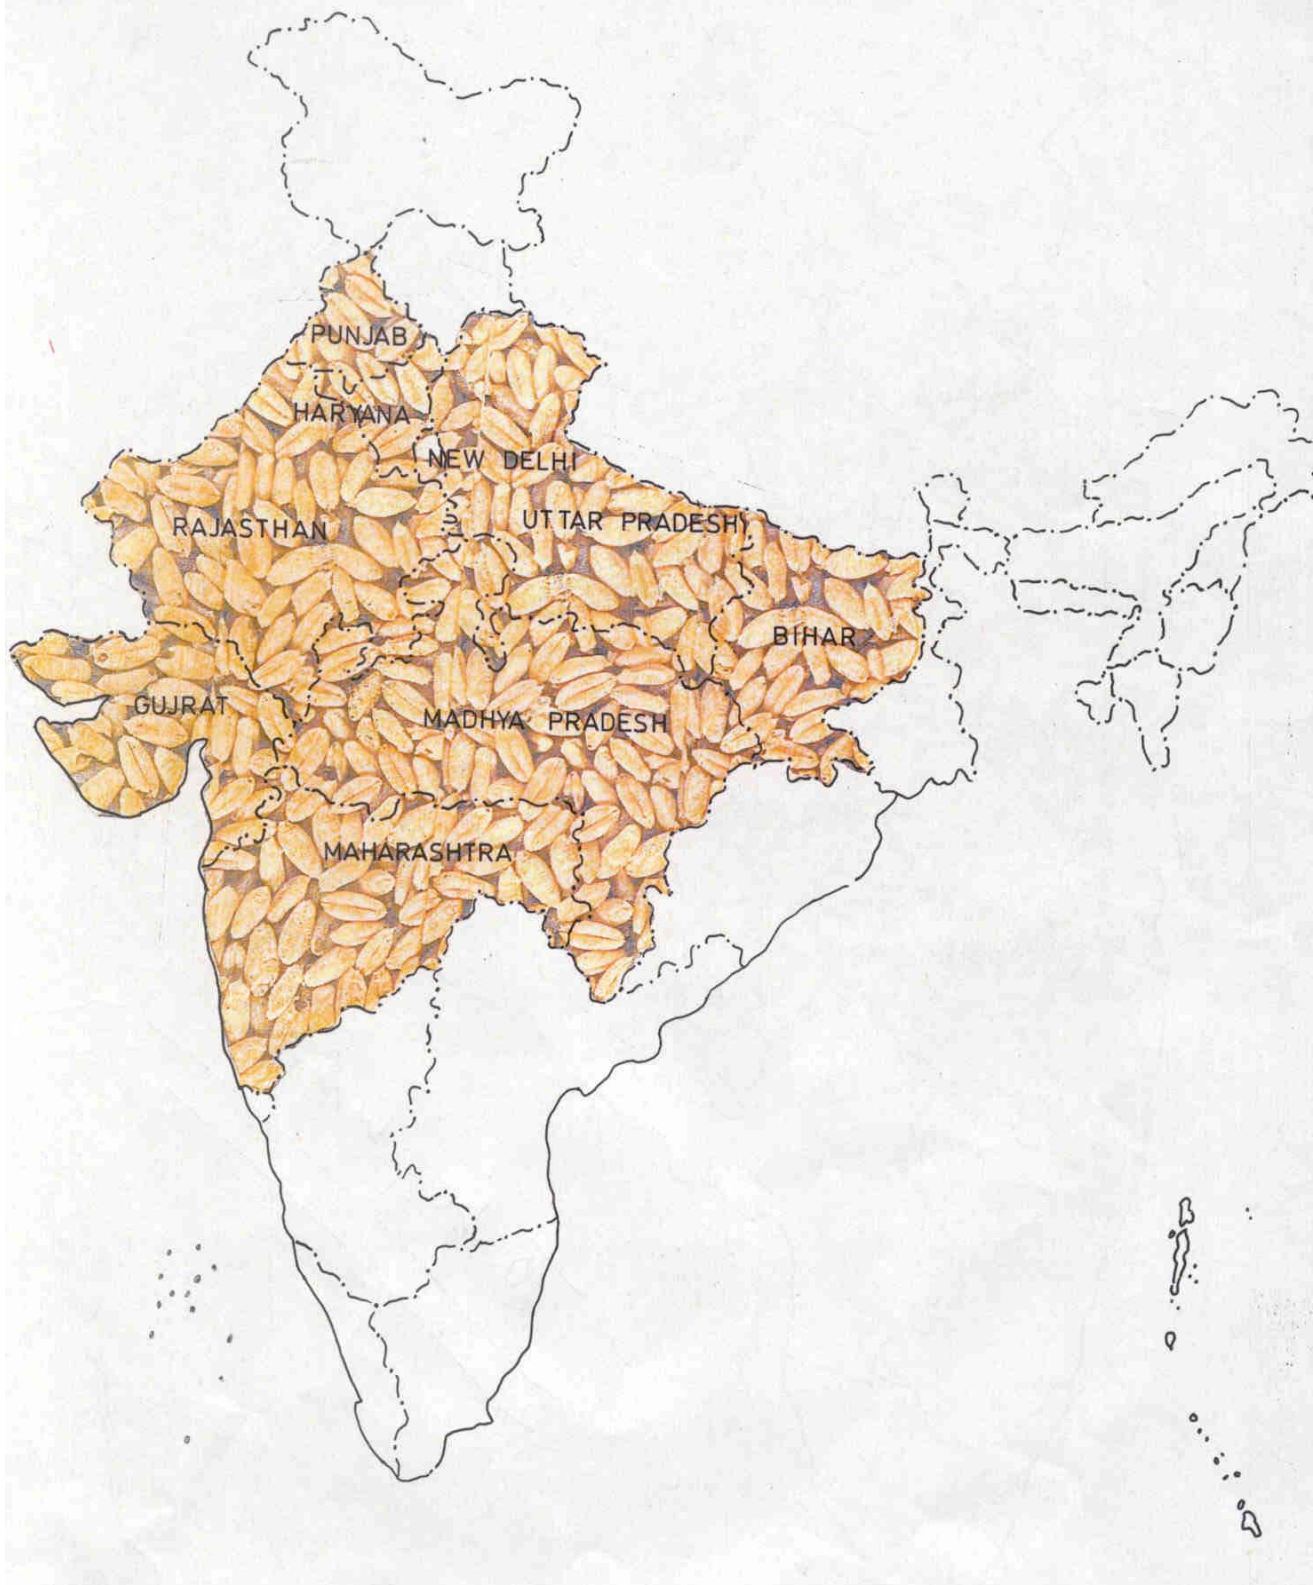 PUNJAB
HARYANA
NEW DELHI
RAJASTHAN
UTTAR PRADESH
BIHAR
GUJRAT
MADHYA PRADESH
MAHARASHTRA